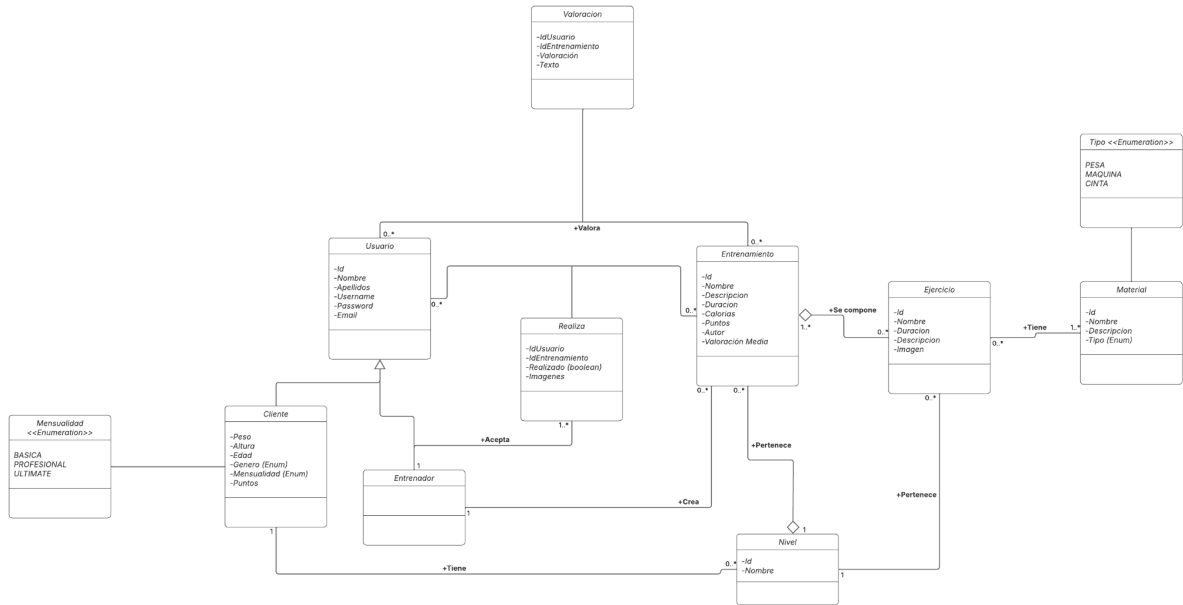 Valoracion
-IdUsuario
-IdEntrenamiento
-Valoración
-Texto
Tipo <<Enumeration>>
PESA
MAQUINA
CINTA
+Valora
0..*
0..*
Usuario
-Id
-Nombre
-Apellidos
-Username
-Password
-Email
0..*
Entrenamiento
-Id
-Nombre
-Descripcion
-Duracion
-Calorias
-Puntos
-Autor
-Valoración Media
0..*
+Se compone
1..*
0..*
Ejercicio
-Id
-Nombre
-Duracion
-Descripcion
-Imagen
+Tiene
0..*
1..*
Material
-Id
-Nombre
-Descripcion
-Tipo (Enum)
Realiza
-IdUsuario
-IdEntrenamiento
-Realizado (boolean)
-Imagenes
1..*
+Acepta
1
Mensualidad
<<Enumeration>>
BASICA
PROFESIONAL
ULTIMATE
Cliente
-Peso
-Altura
-Edad
-Genero (Enum)
-Mensualidad (Enum)
-Puntos
1
Entrenador
1
+Crea
0..*
0..*
+Pertenece
1
0..*
+Pertenece
1
Nivel
-Id
-Nombre
+Tiene
0..*